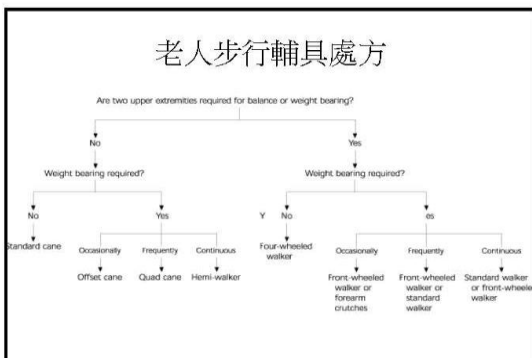 老人步行輔具處方
Are two upper extremities required for balance or weight bearing?
No Yes
Weight bearing required? Weight bearing required?
No Yes Y No es
Standard cane Occasionally Frequently Continuous Four-wheeled walker Occasionally Frequently Continuous
Offset cane Quad cane Hemi-walker Front-wheeled walker or forearm crutches Front-wheeled walker or standard walker Standard walker or front-wheele walker